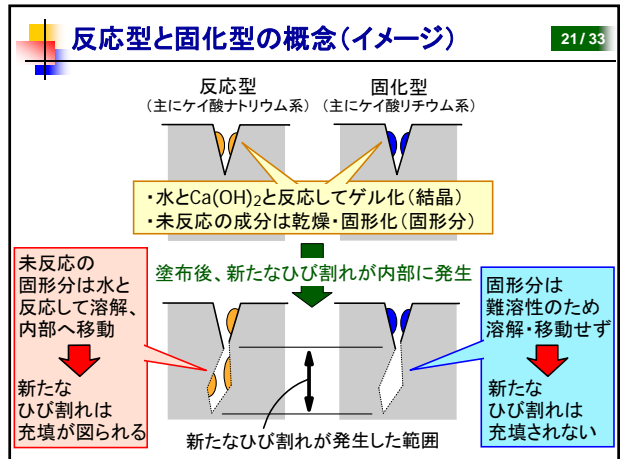 反応型と固化型の概念(イメージ)
21 / 33
反応型
(主にケイ酸ナトリウム系)
固化型
(主にケイ酸リチウム系)
・水とCa(OH)2と反応してゲル化(結晶)
・未反応の成分は乾燥・固形化(固形分)
塗布後、新たなひび割れが内部に発生
未反応の
固形分は水と
反応して溶解、
内部へ移動
新たな
ひび割れは
充填が図られる
固形分は
難溶性のため
溶解・移動せず
新たな
ひび割れは
充填されない
新たなひび割れが発生した範囲